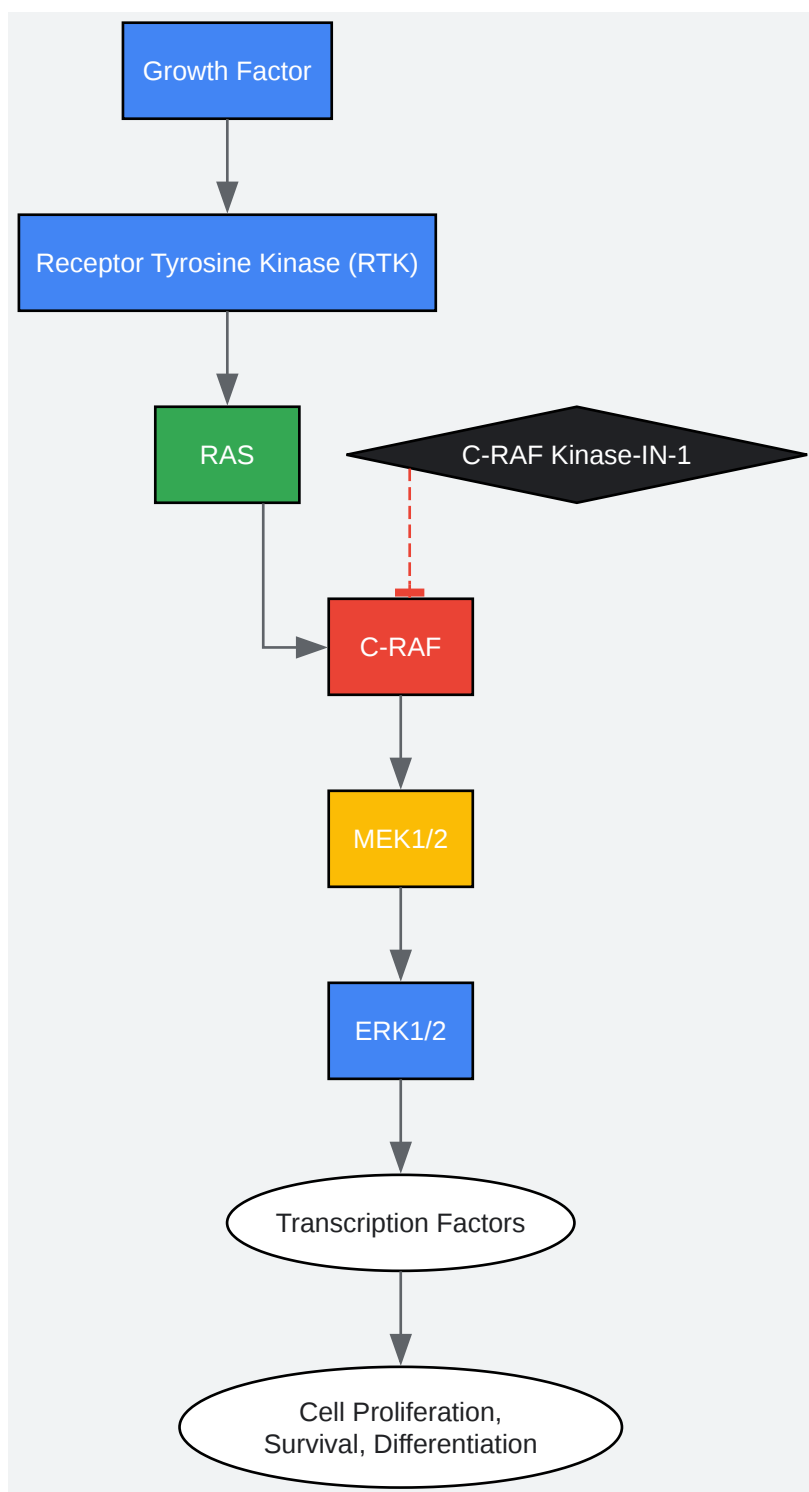 Growth Factor
Receptor Tyrosine Kinase (RTK)
RAS
C-RAF Kinase-IN-1
C-RAF
MEK1/2
ERK1/2
Transcription Factors
Cell Proliferation,
Survival, Differentiation